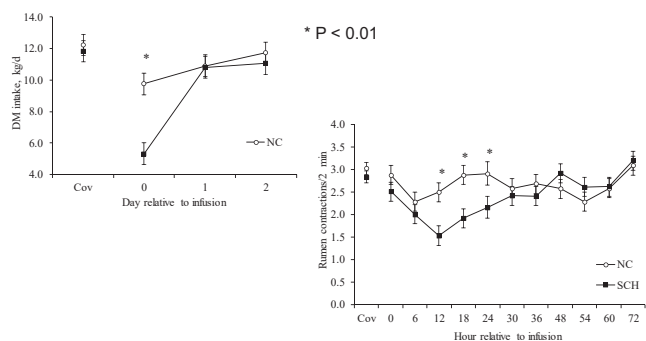 * P < 0.01
12.0
10.0
8.0
6.0
4.0
DM intake, kg/d
*
NC
Cov 0 1 2
Day relative to infusion
4.0
3.5
3.0
2.5
2.0
1.5
1.0
0.5
0.0
Rumen contractions/2 min
* * *
NC
SCH
Cov 0 6 12 18 24 30 36 48 54 60 72
Hour relative to infusion